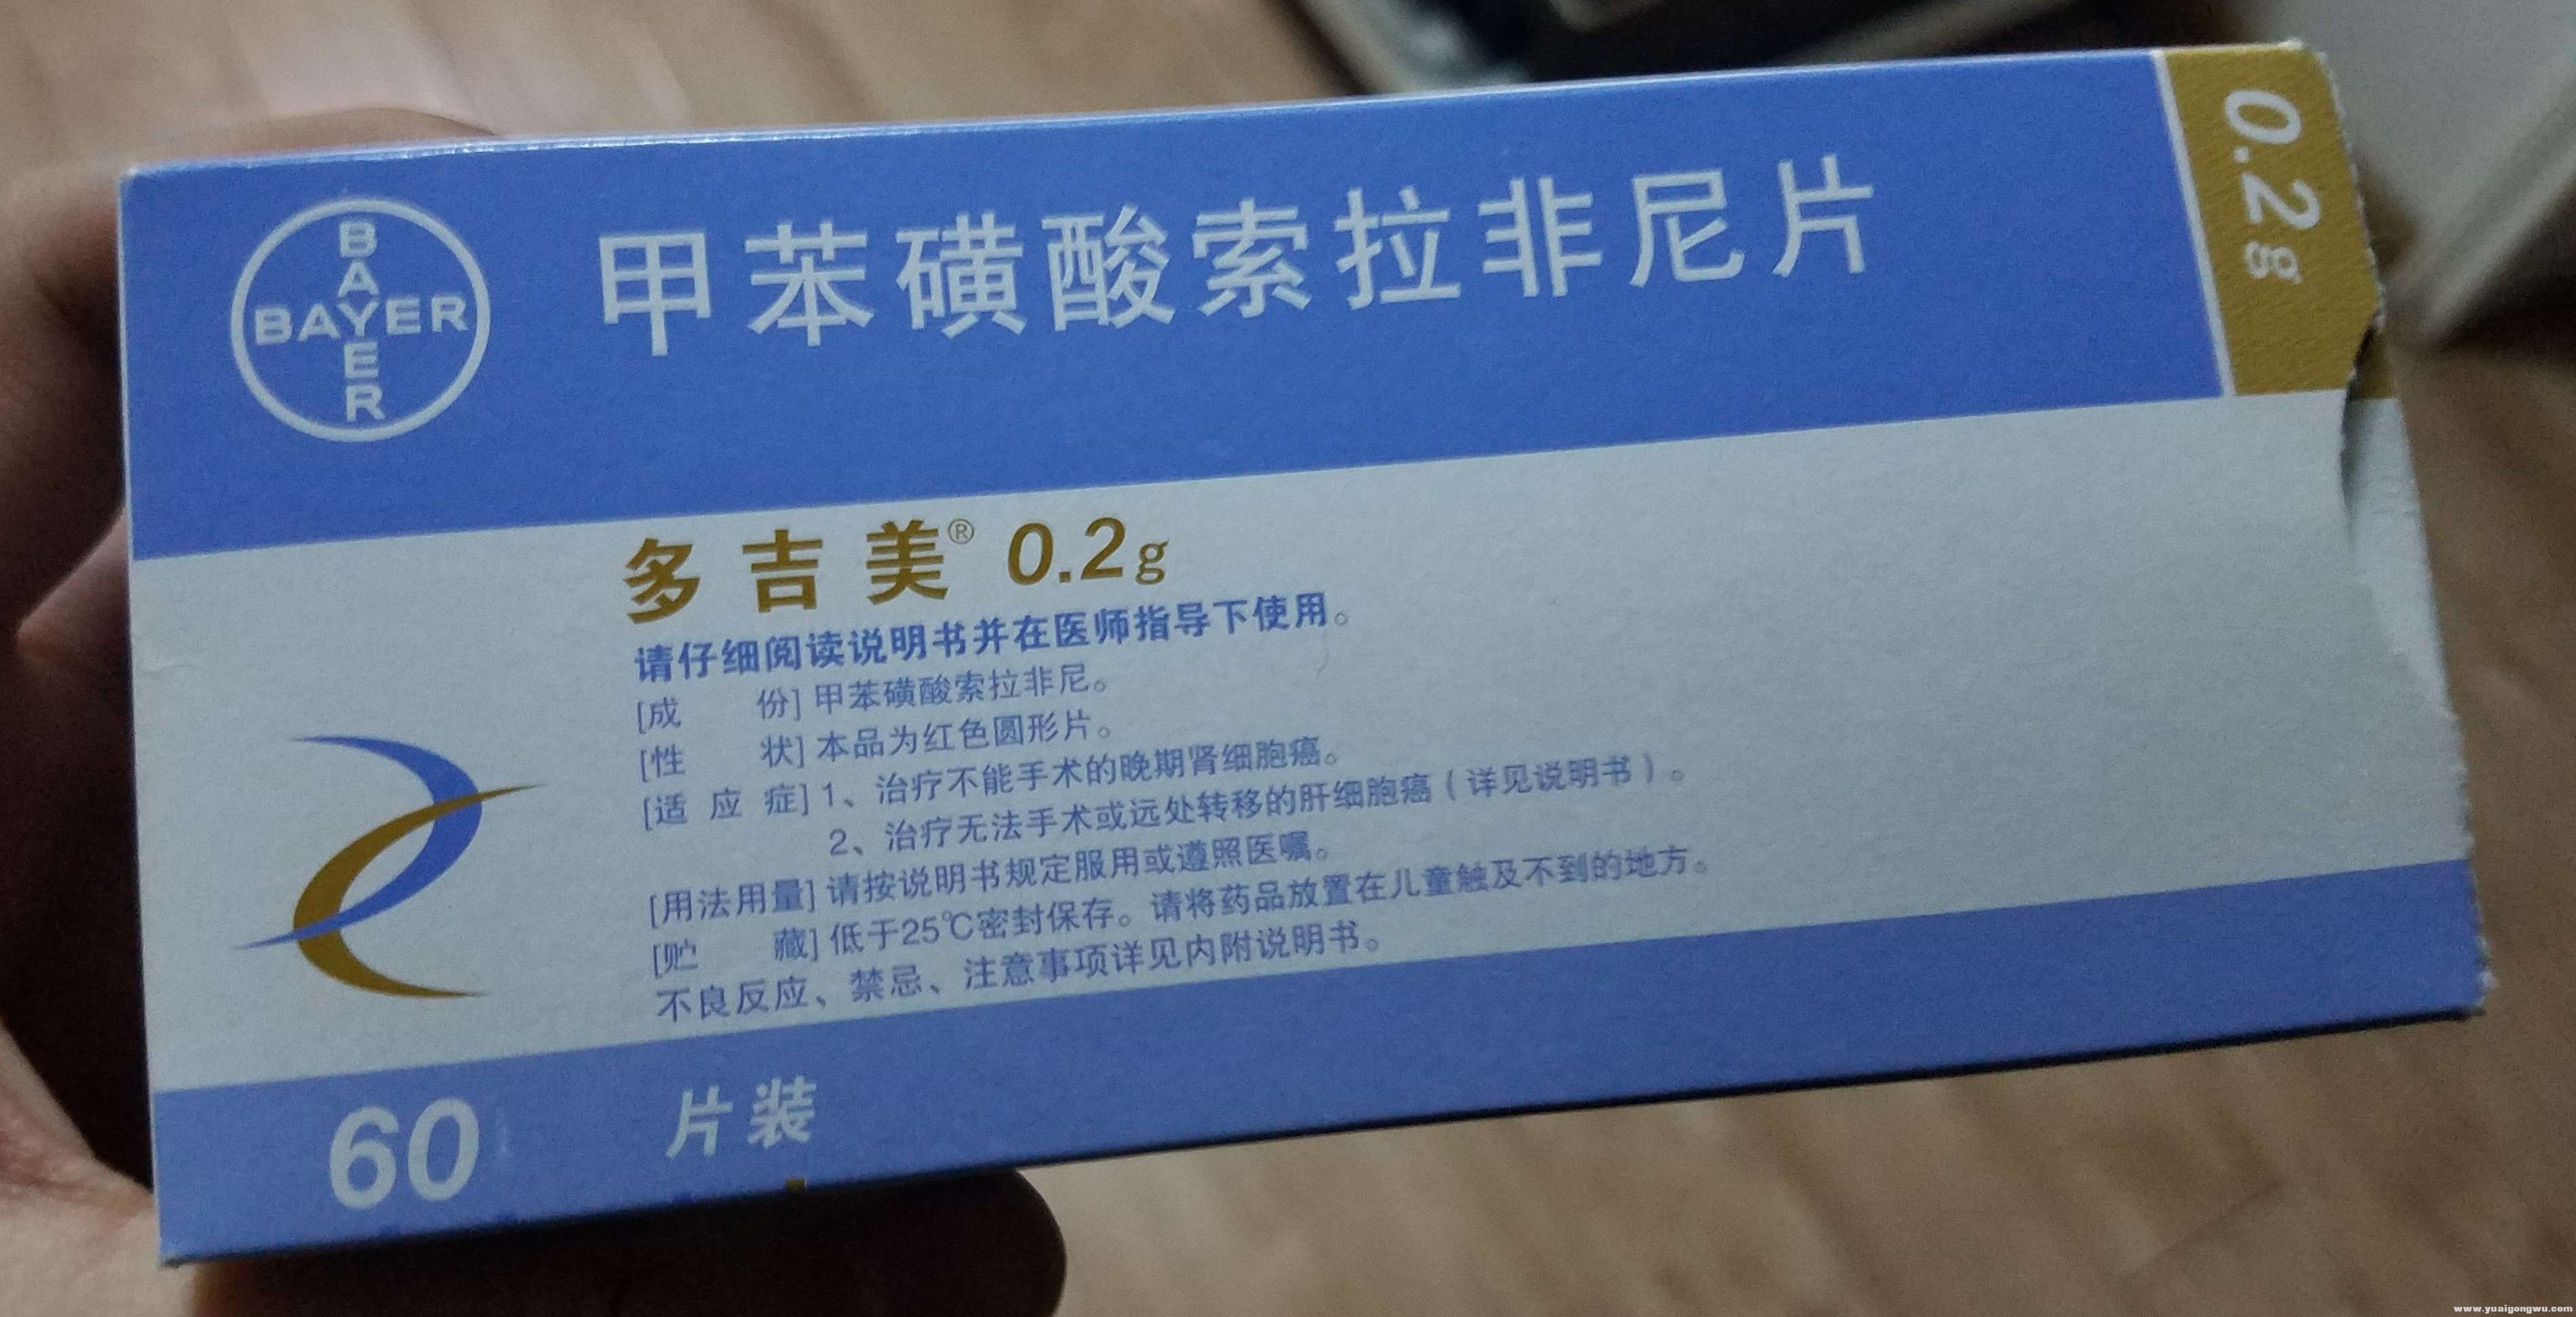 BAYER
BAYER
甲苯磺酸索拉非尼片
0.2g
多吉美® 0.2g
请仔细阅读说明书并在医师指导下使用。
[成 份] 甲苯磺酸索拉非尼。
[性 状] 本品为红色圆形片。
[适 应 症] 1、治疗不能手术的晚期肾细胞癌。
2、治疗无法手术或远处转移的肝细胞癌（详见说明书）。
[用法用量] 请按说明书规定服用或遵照医嘱。
[贮 藏] 低于25℃密封保存。请将药品放置在儿童触及不到的地方。
不良反应、禁忌、注意事项详见内附说明书。
60 片装
www.yuaigongwu.com